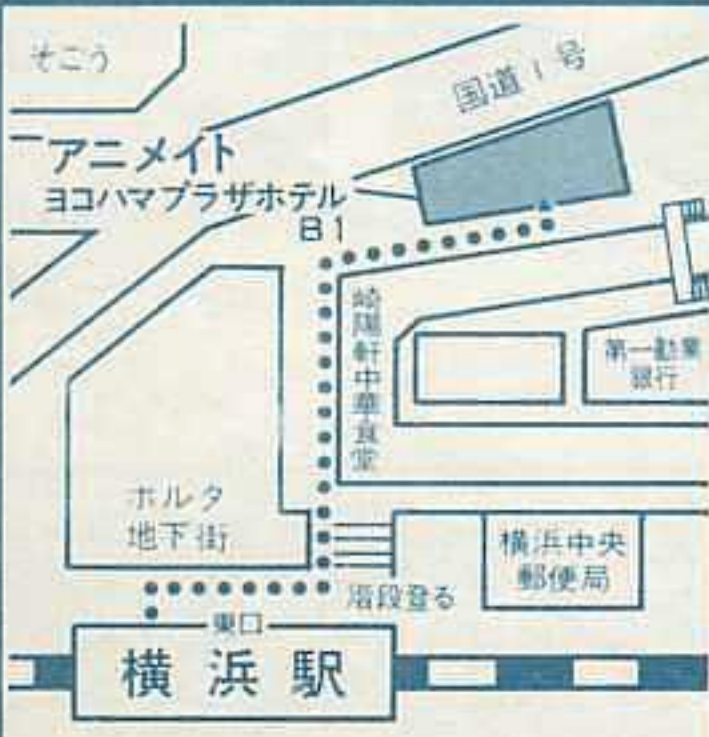 そごう
国道1号
アニメイト
ヨコハマプラザホテル
B1
崎陽軒中華食堂
第一勧業
銀行
ポルタ
地下街
横浜中央
郵便局
階段登る
東口
横浜駅